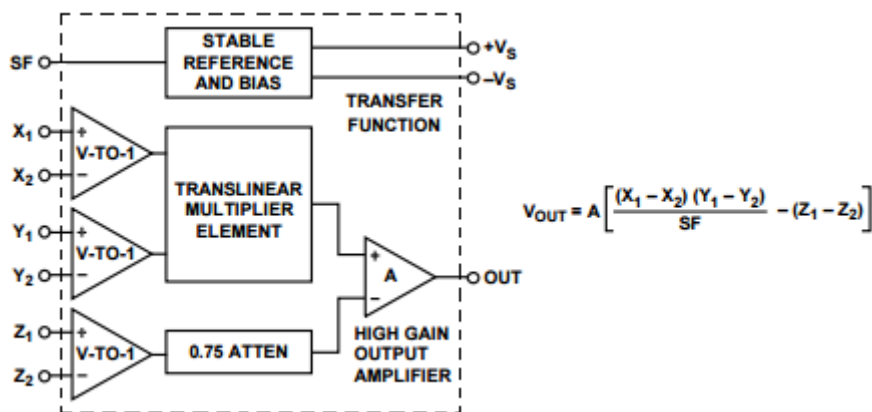 STABLE
REFERENCE
AND BIAS
SF
+VS
–VS
TRANSFER
FUNCTION
X1
+
V-TO-1
X2
–
TRANSLINEAR
MULTIPLIER
ELEMENT
Y1
+
V-TO-1
Y2
–
+
A
–
OUT
Z1
+
V-TO-1
Z2
–
0.75 ATTEN
HIGH GAIN
OUTPUT
AMPLIFIER
VOUT = A [ (X1 – X2) (Y1 – Y2) / SF – (Z1 – Z2) ]